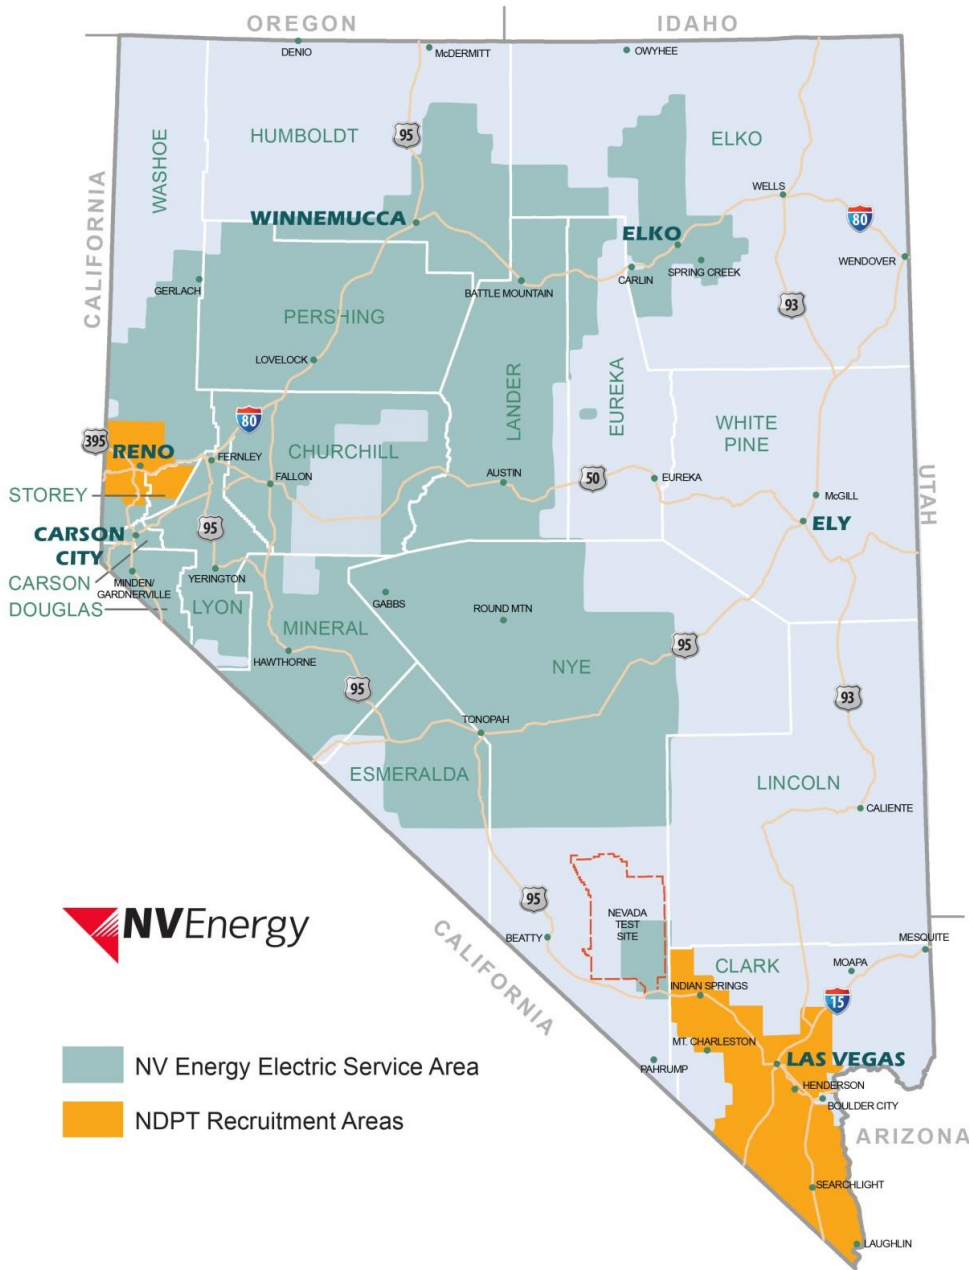 OREGON
IDAHO
DENIO
McDERMITT
OWYHEE
95
HUMBOLDT
ELKO
WASHOE
CALIFORNIA
WELLS
WINNEMUCCA
ELKO
80
GERLACH
BATTLE MOUNTAIN
CARLIN
SPRING CREEK
WENDOVER
93
PERSHING
LOVELOCK
LANDER
EUREKA
WHITE
PINE
80
395
RENO
FERNLEY
CHURCHILL
FALLON
AUSTIN
50
EUREKA
STOREY
McGILL
UTAH
95
CARSON
CITY
ELY
CARSON
MINDEN/
GARDNERVILLE
YERINGTON
DOUGLAS
LYON
GABBS
ROUND MTN
MINERAL
HAWTHORNE
NYE
95
95
93
TONOPAH
ESMERALDA
LINCOLN
CALIENTE
95
NEVADA
TEST
SITE
BEATTY
NVEnergy
CALIFORNIA
MESQUITE
CLARK
MOAPA
INDIAN SPRINGS
15
MT. CHARLESTON
LAS VEGAS
PAHRUMP
HENDERSON
BOULDER CITY
ARIZONA
NV Energy Electric Service Area
NDPT Recruitment Areas
SEARCHLIGHT
LAUGHLIN